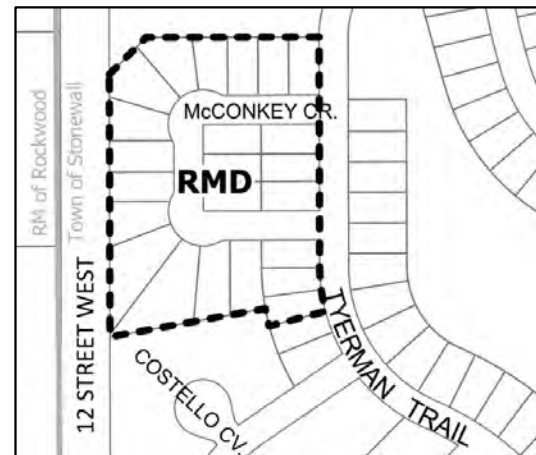 RM of Rockwood
Town of Stonewall
12 STREET WEST
McCONKEY CR.
RMD
TYERMAN TRAIL
COSTELLO CV.